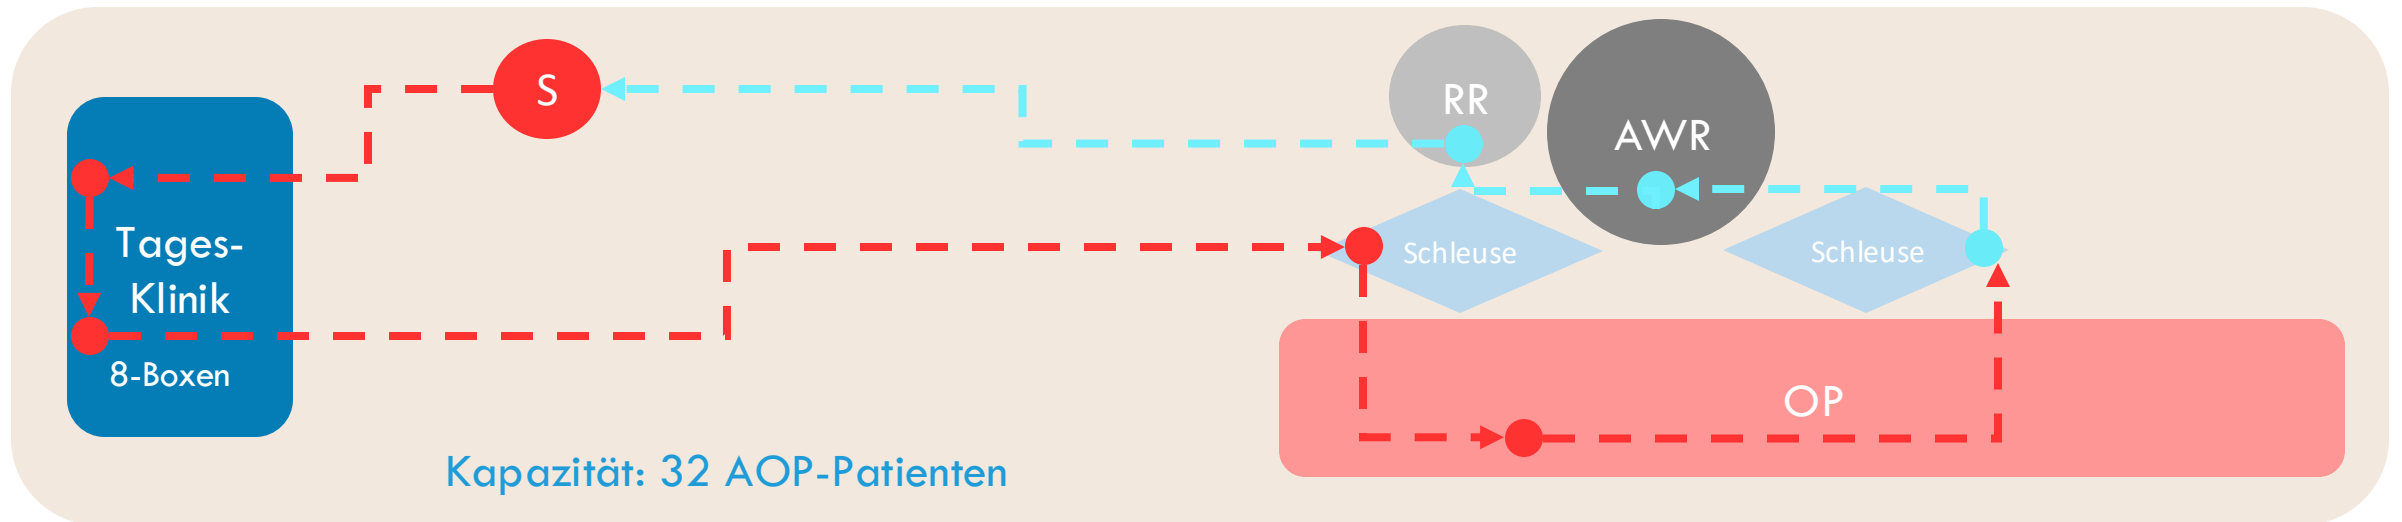 S
RR
AWR
Tages-
Klinik
8-Boxen
Schleuse
Schleuse
OP
Kapazität: 32 AOP-Patienten